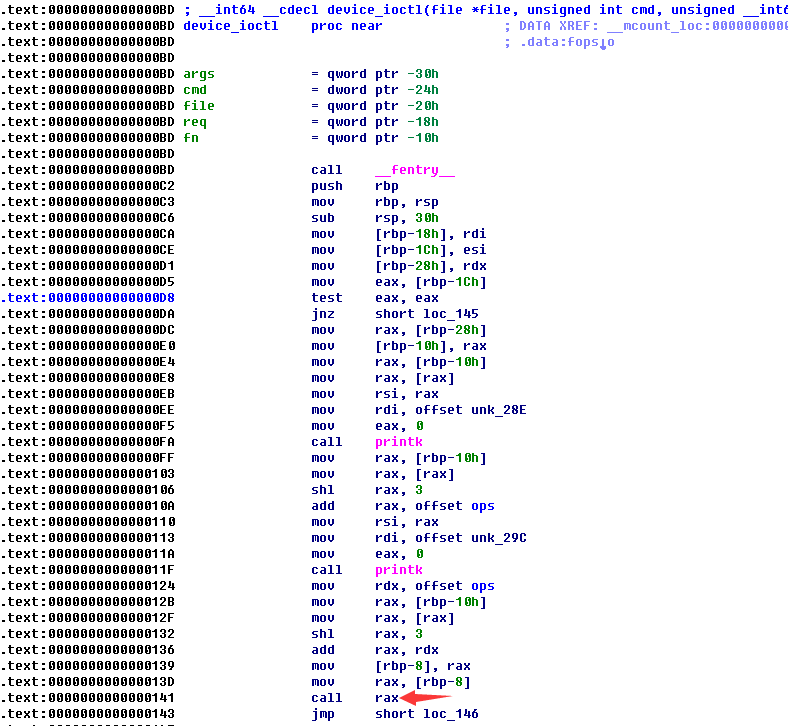 .text:00000000000000BD ; __int64 __cdecl device_ioctl(file *file, unsigned int cmd, unsigned __int6
.text:00000000000000BD device_ioctl proc near ; DATA XREF: __mcount_loc:0000000000
.text:00000000000000BD ; .data:fops↓o
.text:00000000000000BD
.text:00000000000000BD args = qword ptr -30h
.text:00000000000000BD cmd = dword ptr -24h
.text:00000000000000BD file = qword ptr -20h
.text:00000000000000BD req = qword ptr -18h
.text:00000000000000BD fn = qword ptr -10h
.text:00000000000000BD
.text:00000000000000BD call __fentry__
.text:00000000000000C2 push rbp
.text:00000000000000C3 mov rbp, rsp
.text:00000000000000C6 sub rsp, 30h
.text:00000000000000CA mov [rbp-18h], rdi
.text:00000000000000CE mov [rbp-1Ch], esi
.text:00000000000000D1 mov [rbp-28h], rdx
.text:00000000000000D5 mov eax, [rbp-1Ch]
.text:00000000000000D8 test eax, eax
.text:00000000000000DA jnz short loc_145
.text:00000000000000DC mov rax, [rbp-28h]
.text:00000000000000E0 mov [rbp-10h], rax
.text:00000000000000E4 mov rax, [rbp-10h]
.text:00000000000000E8 mov rax, [rax]
.text:00000000000000EB mov rsi, rax
.text:00000000000000EE mov rdi, offset unk_28E
.text:00000000000000F5 mov eax, 0
.text:00000000000000FA call printk
.text:00000000000000FF mov rax, [rbp-10h]
.text:0000000000000103 mov rax, [rax]
.text:0000000000000106 shl rax, 3
.text:000000000000010A add rax, offset ops
.text:0000000000000110 mov rsi, rax
.text:0000000000000113 mov rdi, offset unk_29C
.text:000000000000011A mov eax, 0
.text:000000000000011F call printk
.text:0000000000000124 mov rdx, offset ops
.text:000000000000012B mov rax, [rbp-10h]
.text:000000000000012F mov rax, [rax]
.text:0000000000000132 shl rax, 3
.text:0000000000000136 add rax, rdx
.text:0000000000000139 mov [rbp-8], rax
.text:000000000000013D mov rax, [rbp-8]
.text:0000000000000141 call rax
.text:0000000000000143 jmp short loc_146